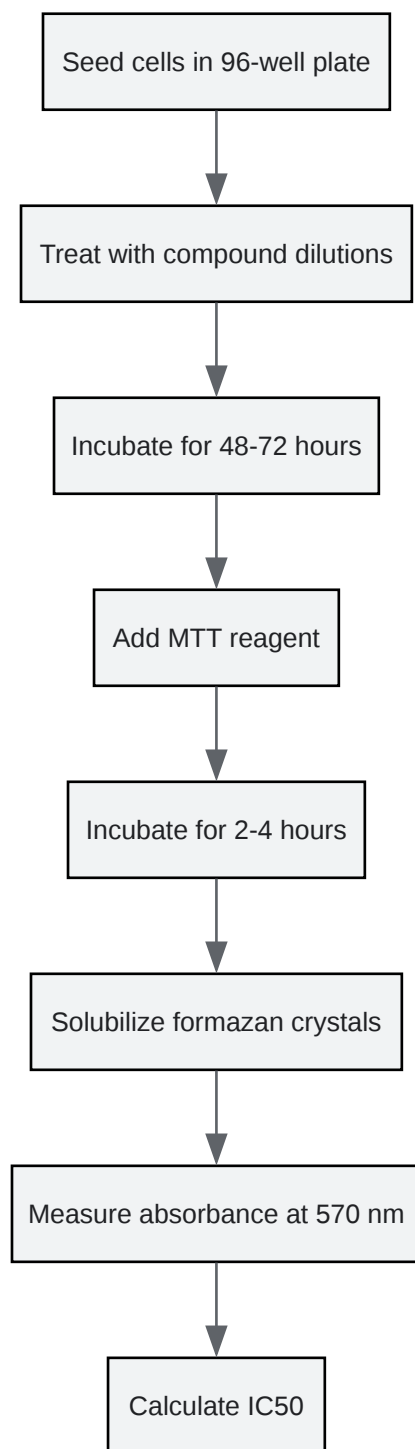 Seed cells in 96-well plate
Treat with compound dilutions
Incubate for 48-72 hours
Add MTT reagent
Incubate for 2-4 hours
Solubilize formazan crystals
Measure absorbance at 570 nm
Calculate IC50